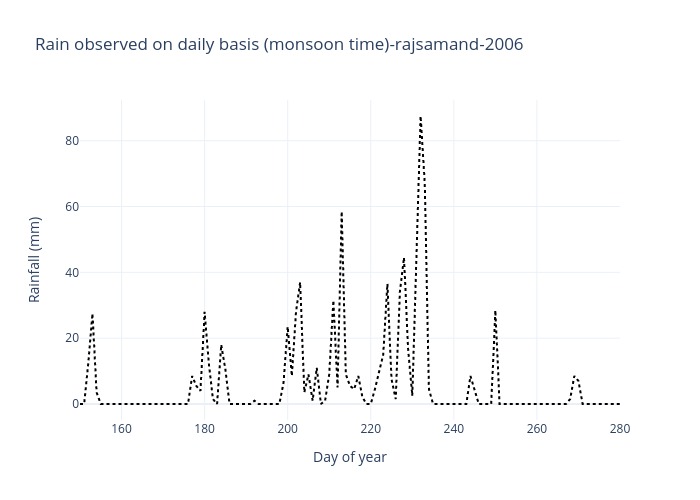 Rain observed on daily basis (monsoon time)-rajsamand-2006
Rainfall (mm)
80
60
40
20
0
160 180 200 220 240 260 280
Day of year